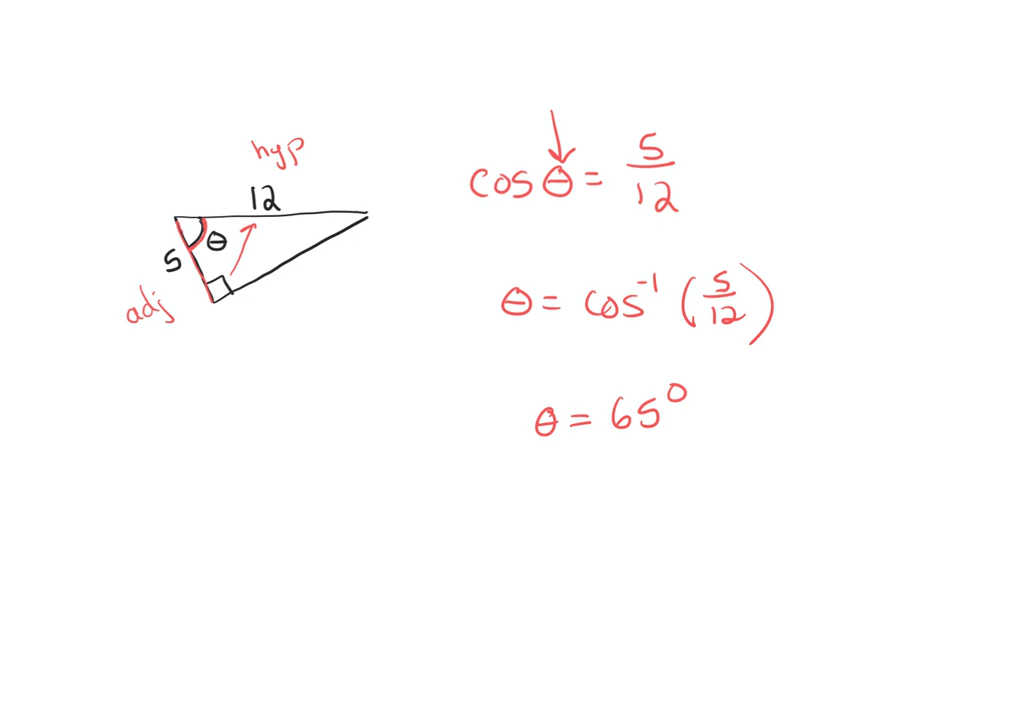 hyp
12
θ
5
adj
cos θ = 5/12
θ = cos⁻¹ (5/12)
θ = 65°